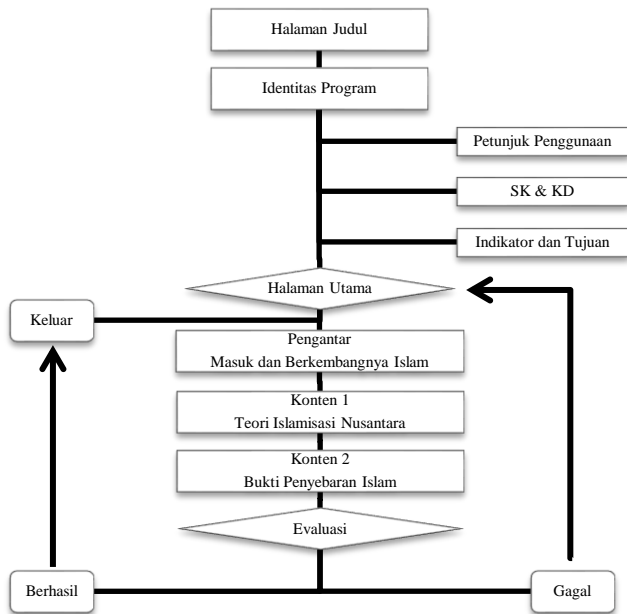 Halaman Judul
Identitas Program
Petunjuk Penggunaan
SK & KD
Indikator dan Tujuan
Halaman Utama
Keluar
Pengantar
Masuk dan Berkembangnya Islam
Konten 1
Teori Islamisasi Nusantara
Konten 2
Bukti Penyebaran Islam
Evaluasi
Berhasil
Gagal